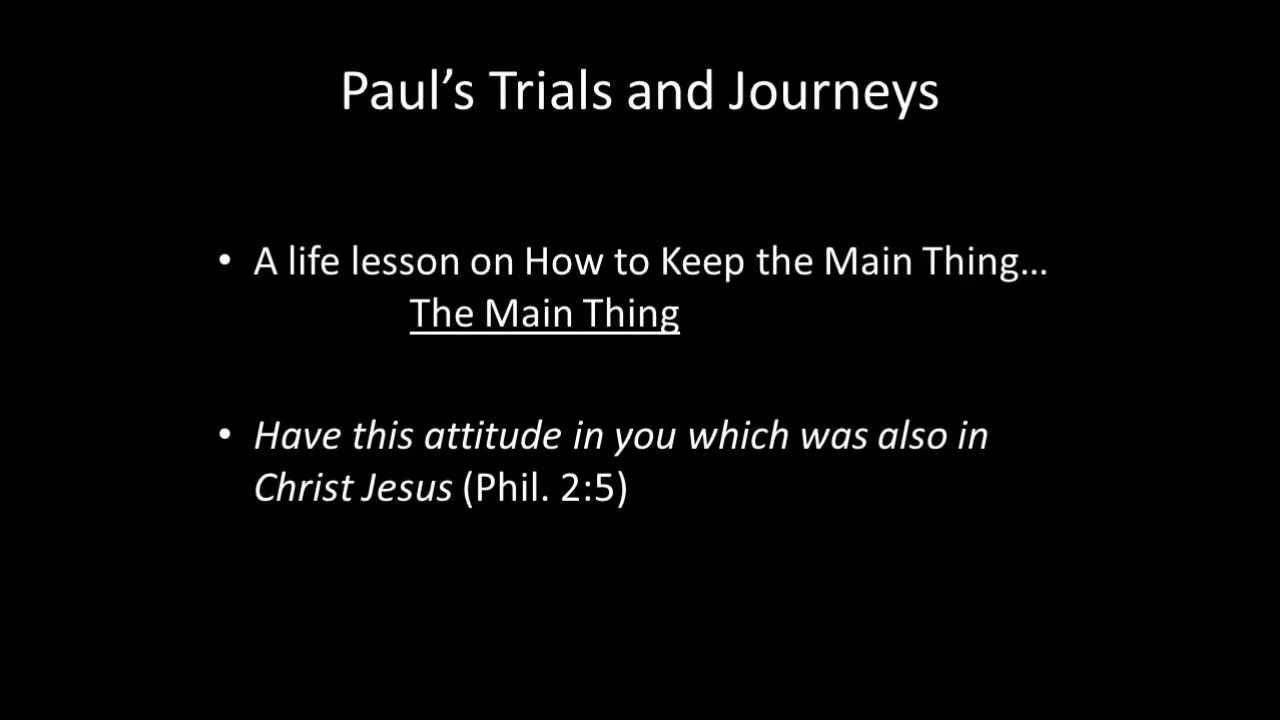 Paul’s Trials and Journeys
• A life lesson on How to Keep the Main Thing…
The Main Thing
• Have this attitude in you which was also in
Christ Jesus (Phil. 2:5)